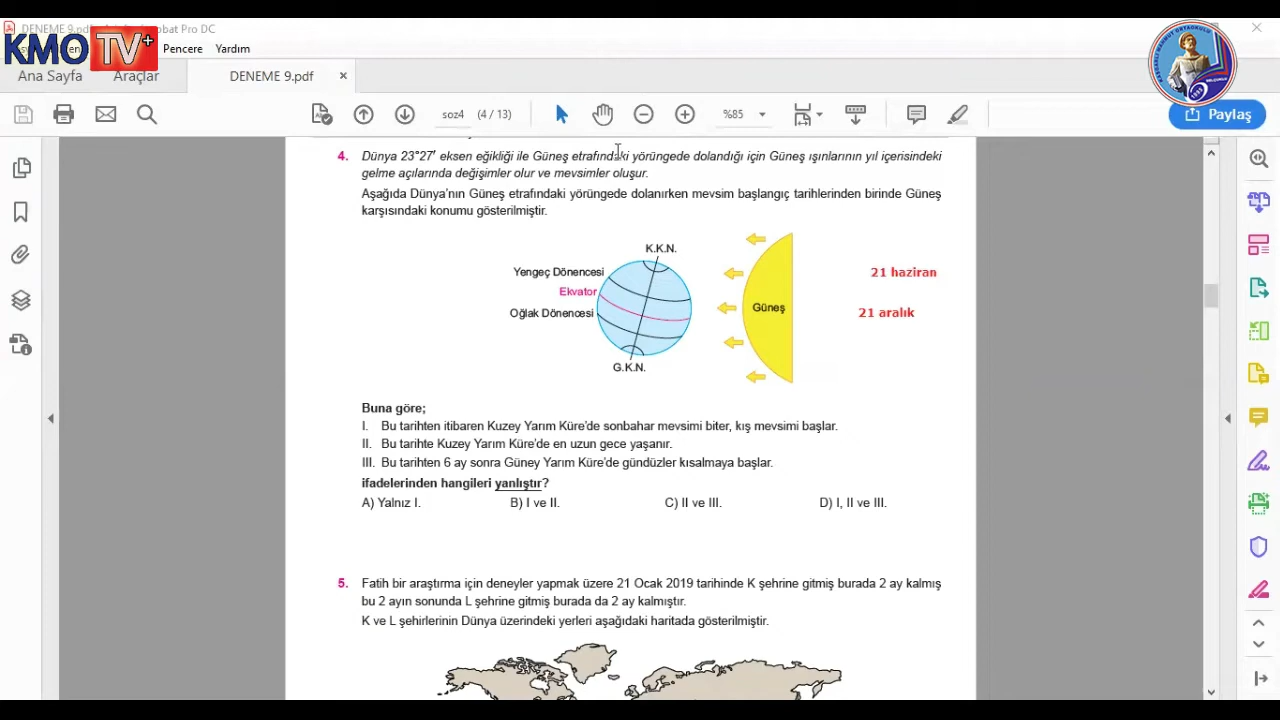 DENEME 9.pdf
bat Pro DC
KMO TV+
Pencere Yardım
Ana Sayfa Araçlar DENEME 9.pdf ×
soz4 (4 / 13) %85 Paylaş
4. Dünya 23°27' eksen eğikliği ile Güneş etrafındaki yörüngede dolandığı için Güneş ışınlarının yıl içerisindeki
gelme açılarında değişimler olur ve mevsimler oluşur.
Aşağıda Dünya'nın Güneş etrafındaki yörüngede dolanırken mevsim başlangıç tarihlerinden birinde Güneş
karşısındaki konumu gösterilmiştir.
K.K.N.
Yengeç Dönencesi
Ekvator
Oğlak Dönencesi
G.K.N.
Güneş
21 haziran
21 aralık
Buna göre;
I. Bu tarihten itibaren Kuzey Yarım Küre'de sonbahar mevsimi biter, kış mevsimi başlar.
II. Bu tarihte Kuzey Yarım Küre'de en uzun gece yaşanır.
III. Bu tarihten 6 ay sonra Güney Yarım Küre'de gündüzler kısalmaya başlar.
ifadelerinden hangileri yanlıştır?
A) Yalnız I. B) I ve II. C) II ve III. D) I, II ve III.
5. Fatih bir araştırma için deneyler yapmak üzere 21 Ocak 2019 tarihinde K şehrine gitmiş burada 2 ay kalmış
bu 2 ayın sonunda L şehrine gitmiş burada da 2 ay kalmıştır.
K ve L şehirlerinin Dünya üzerindeki yerleri aşağıdaki haritada gösterilmiştir.